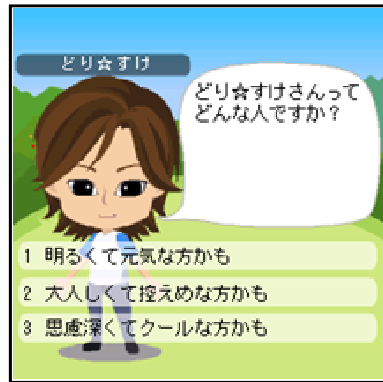 どり☆すけ
どり☆すけさんって
どんな人ですか？
1 明るくて元気な方かも
2 大人しくて控えめな方かも
3 思慮深くてクールな方かも